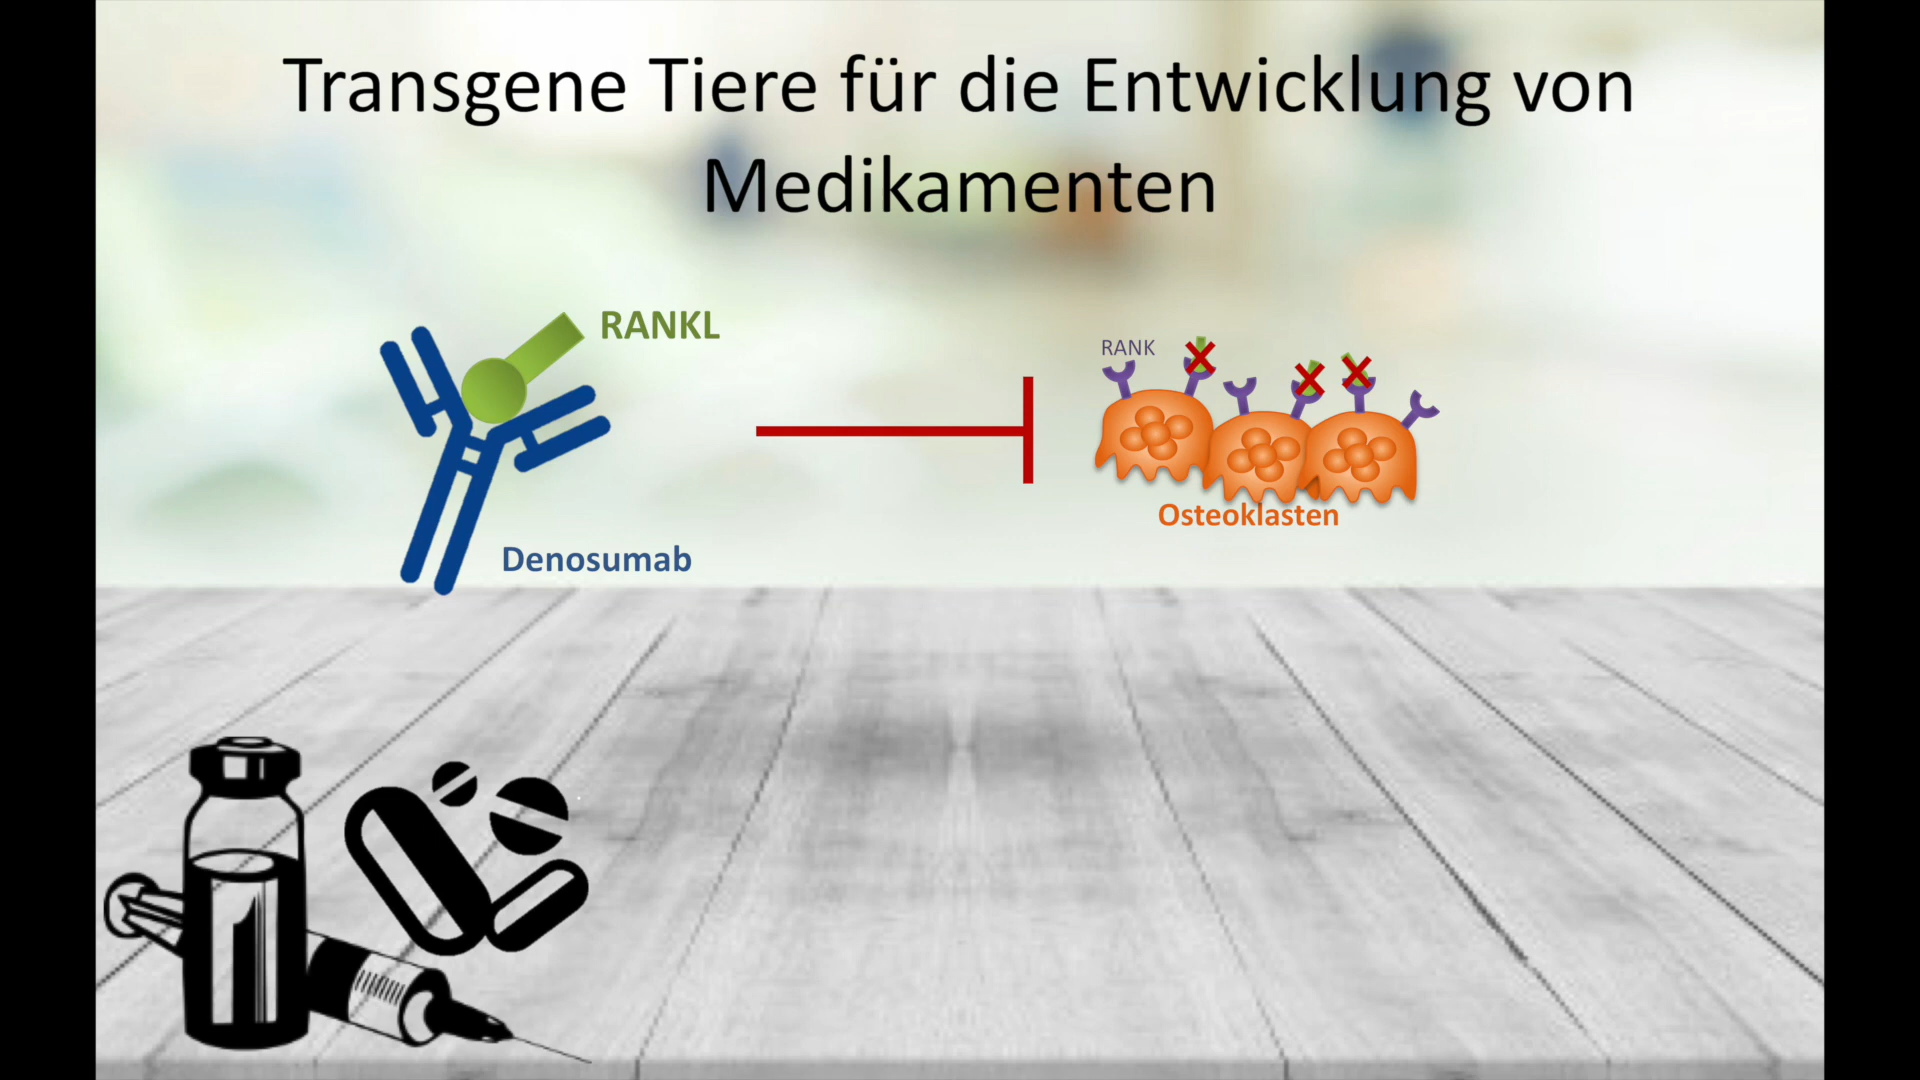 Transgene Tiere für die Entwicklung von
Medikamenten
RANKL
RANK
Osteoklasten
Denosumab